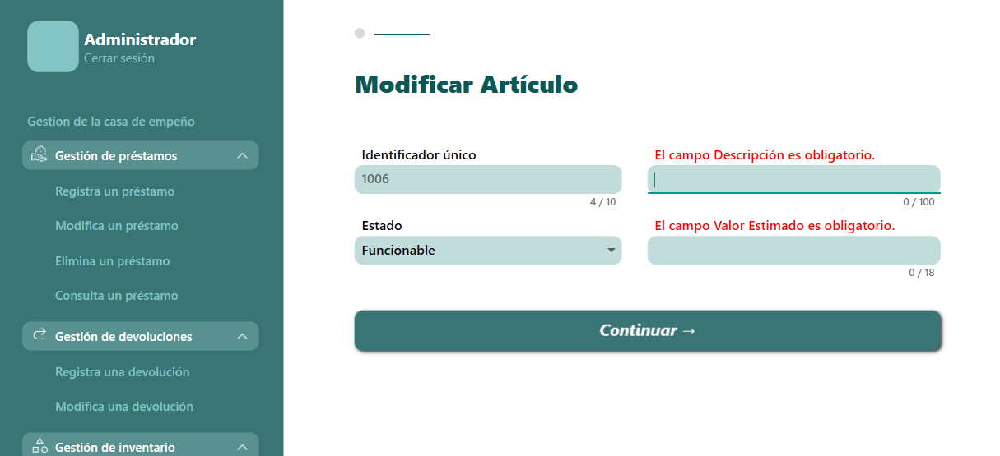 Administrador
Cerrar sesión
Gestion de la casa de empeño
Gestión de préstamos
Registra un préstamo
Modifica un préstamo
Elimina un préstamo
Consulta un préstamo
Gestión de devoluciones
Registra una devolución
Modifica una devolución
Gestión de inventario
Modificar Artículo
Identificador único
1006
4 / 10
El campo Descripción es obligatorio.
0 / 100
Estado
Funcionable
El campo Valor Estimado es obligatorio.
0 / 18
Continuar →